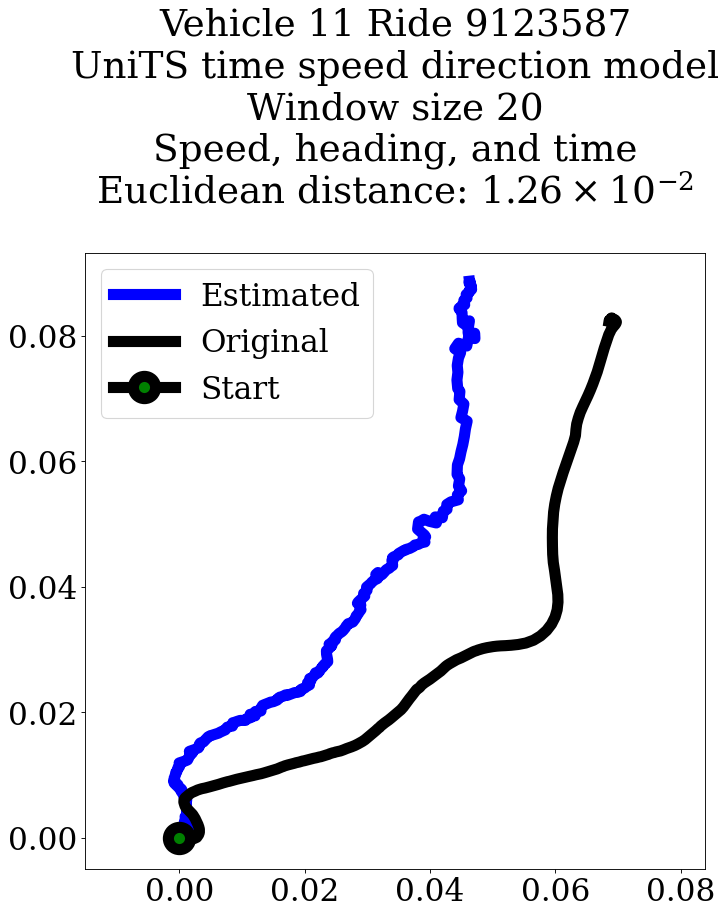 Vehicle 11 Ride 9123587
UniTS time speed direction model
Window size 20
Speed, heading, and time
Euclidean distance: 1.26 × 10⁻²
Estimated
Original
Start
0.08
0.06
0.04
0.02
0.00
0.00 0.02 0.04 0.06 0.08